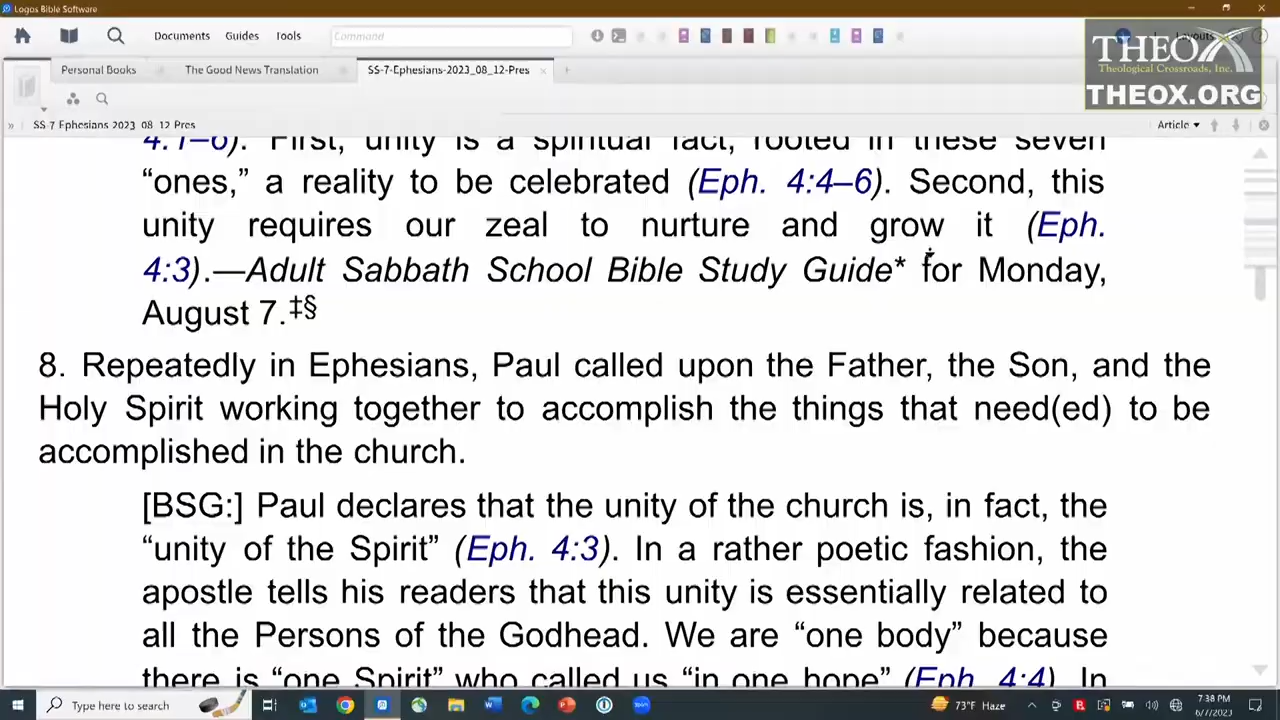 Logos Bible Software
Documents Guides Tools Command Layouts
THEOX
Theological Crossroads, Inc.
THEOX.ORG
Personal Books The Good News Translation SS-7-Ephesians-2023_08_12-Pres
SS-7-Ephesians-2023_08_12-Pres Article
4:1–6). First, unity is a spiritual fact, rooted in these seven
“ones,” a reality to be celebrated (Eph. 4:4–6). Second, this
unity requires our zeal to nurture and grow it (Eph.
4:3).—Adult Sabbath School Bible Study Guide* for Monday,
August 7.‡§
8. Repeatedly in Ephesians, Paul called upon the Father, the Son, and the
Holy Spirit working together to accomplish the things that need(ed) to be
accomplished in the church.
[BSG:] Paul declares that the unity of the church is, in fact, the
“unity of the Spirit” (Eph. 4:3). In a rather poetic fashion, the
apostle tells his readers that this unity is essentially related to
all the Persons of the Godhead. We are “one body” because
there is “one Spirit” who called us “in one hope” (Eph. 4:4). In
Type here to search 73°F Haze 7:38 PM
6/7/2023